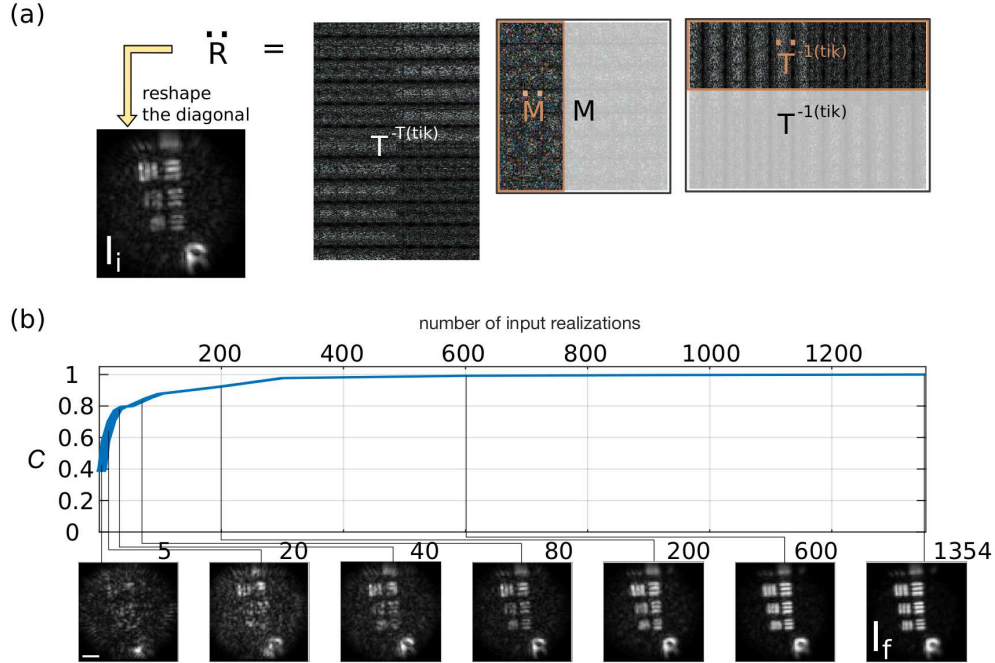 (a)
R̈ =
reshape
the diagonal
I_i
T^-T(tik)
M̈ M
T̈^-1(tik)
T^-1(tik)
(b)
number of input realizations
200 400 600 800 1000 1200
1
0.8
0.6
C
0.4
0.2
0
5 20 40 80 200 600 1354
I_f